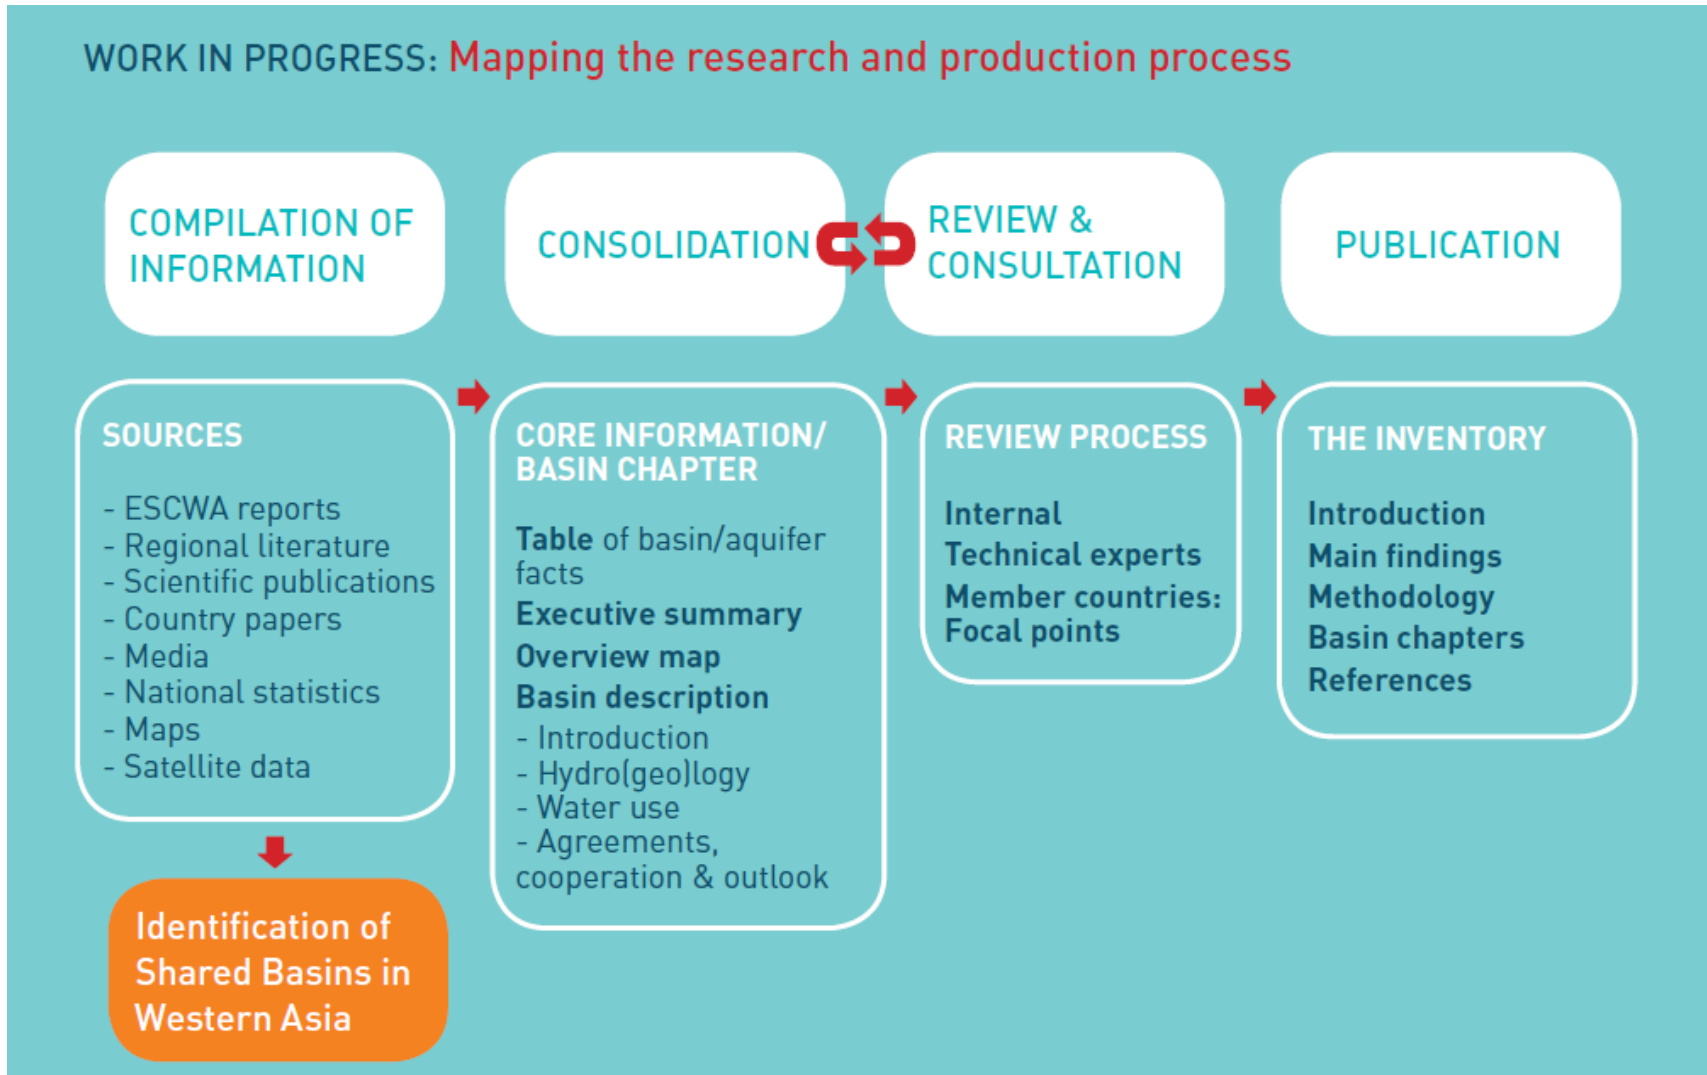 WORK IN PROGRESS: Mapping the research and production process
COMPILATION OF
INFORMATION
CONSOLIDATION
REVIEW &
CONSULTATION
PUBLICATION
SOURCES
- ESCWA reports
- Regional literature
- Scientific publications
- Country papers
- Media
- National statistics
- Maps
- Satellite data
Identification of
Shared Basins in
Western Asia
CORE INFORMATION/
BASIN CHAPTER
Table of basin/aquifer
facts
Executive summary
Overview map
Basin description
- Introduction
- Hydro(geo)logy
- Water use
- Agreements,
cooperation & outlook
REVIEW PROCESS
Internal
Technical experts
Member countries:
Focal points
THE INVENTORY
Introduction
Main findings
Methodology
Basin chapters
References